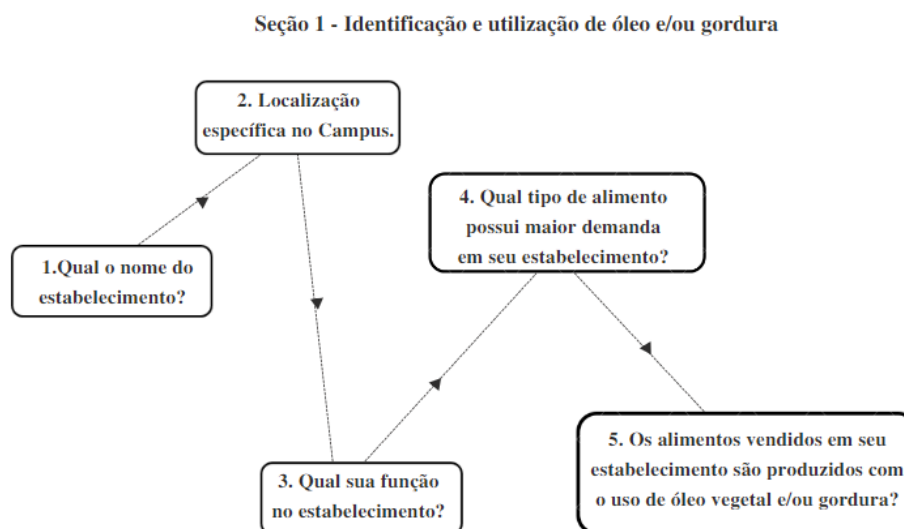 Seção 1 - Identificação e utilização de óleo e/ou gordura
1.Qual o nome do
estabelecimento?
2. Localização
específica no Campus.
3. Qual sua função
no estabelecimento?
4. Qual tipo de alimento
possui maior demanda
em seu estabelecimento?
5. Os alimentos vendidos em seu
estabelecimento são produzidos com
o uso de óleo vegetal e/ou gordura?